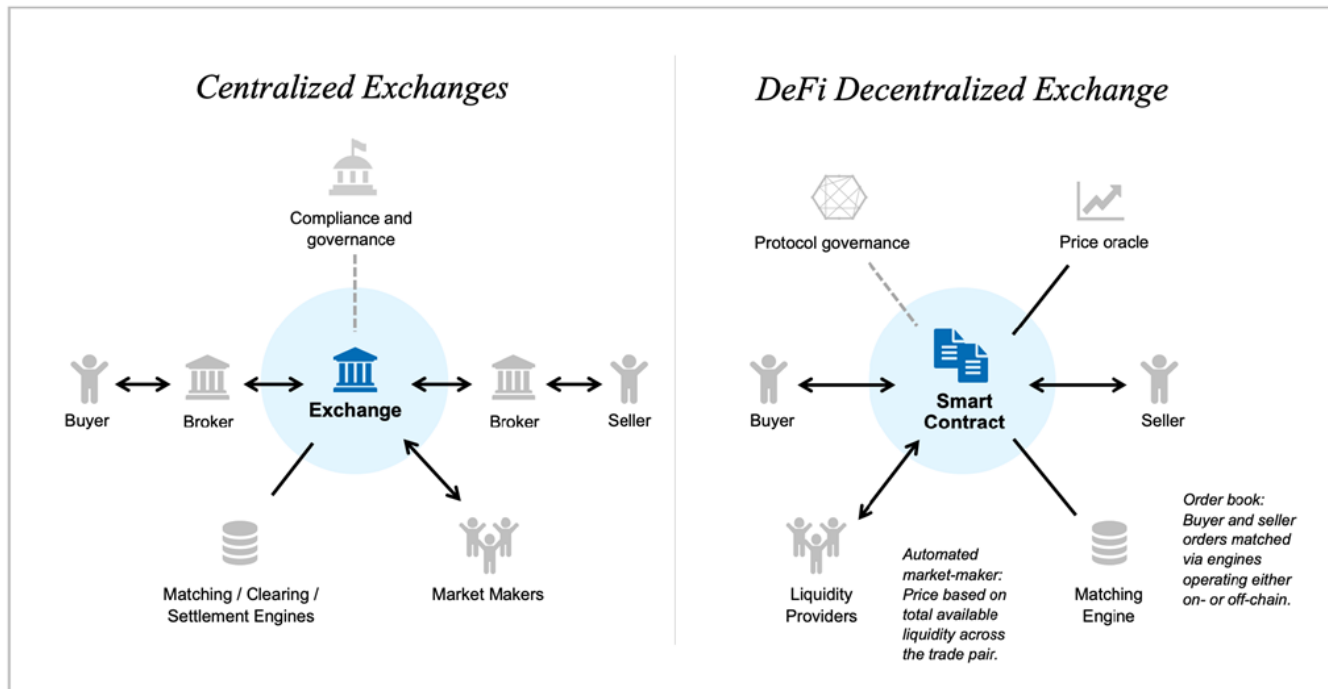 Centralized Exchanges
Compliance and
governance
Buyer
Broker
Exchange
Broker
Seller
Matching / Clearing /
Settlement Engines
Market Makers
DeFi Decentralized Exchange
Protocol governance
Price oracle
Buyer
Smart
Contract
Seller
Liquidity
Providers
Automated
market-maker:
Price based on
total available
liquidity across
the trade pair.
Matching
Engine
Order book:
Buyer and seller
orders matched
via engines
operating either
on- or off-chain.